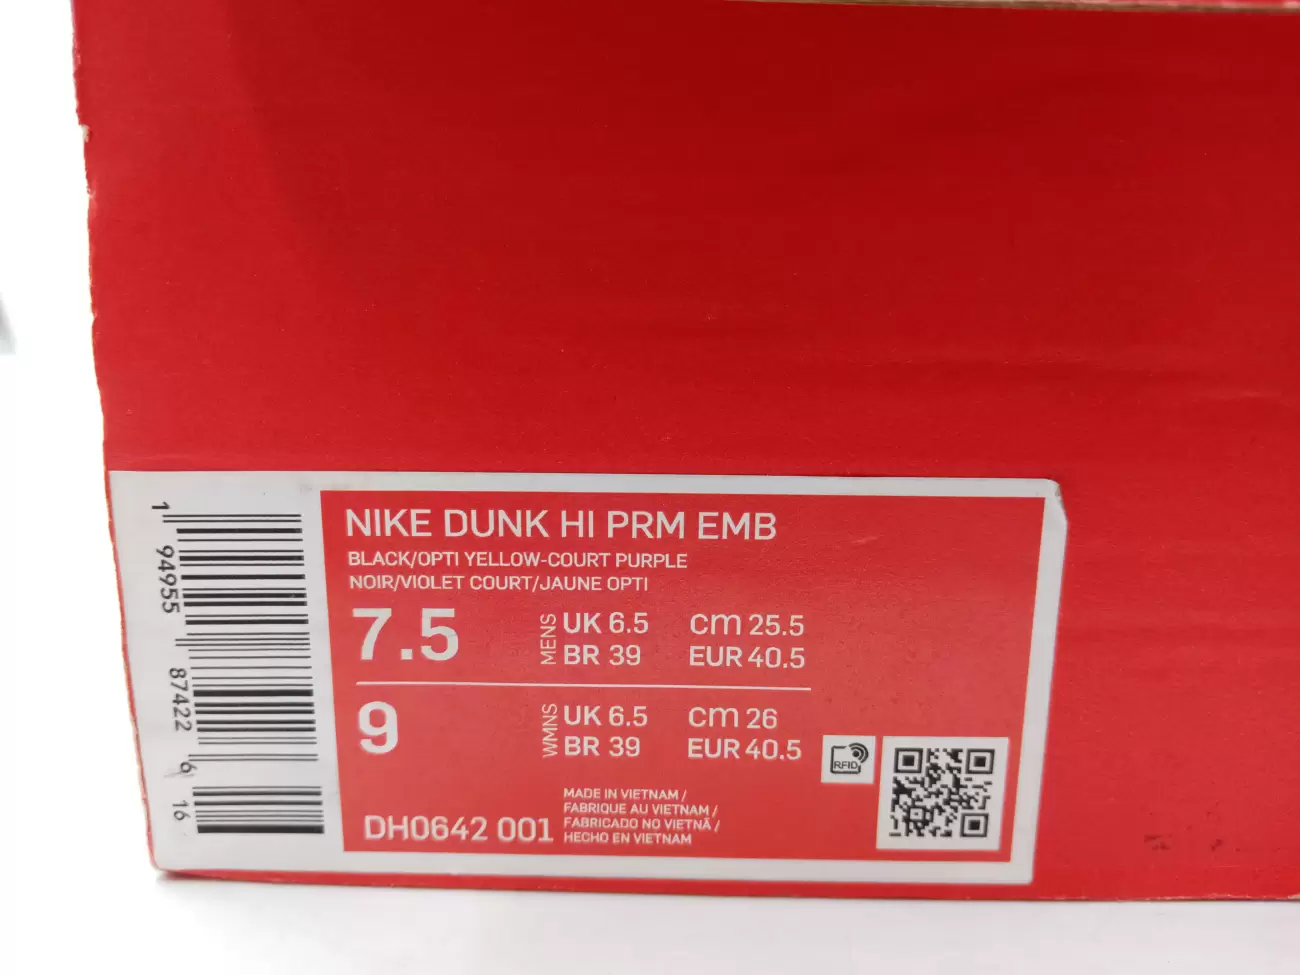 NIKE DUNK HI PRM EMB
BLACK/OPTI YELLOW-COURT PURPLE
NOIR/VIOLET COURT/JAUNE OPTI
7.5 MENS UK 6.5 cm 25.5
BR 39 EUR 40.5
9 WMNS UK 6.5 cm 26
BR 39 EUR 40.5
RFID
DH0642 001
MADE IN VIETNAM /
FABRIQUE AU VIETNAM /
FABRICADO NO VIETNÃ /
HECHO EN VIETNAM
1 94955 87422 6 16